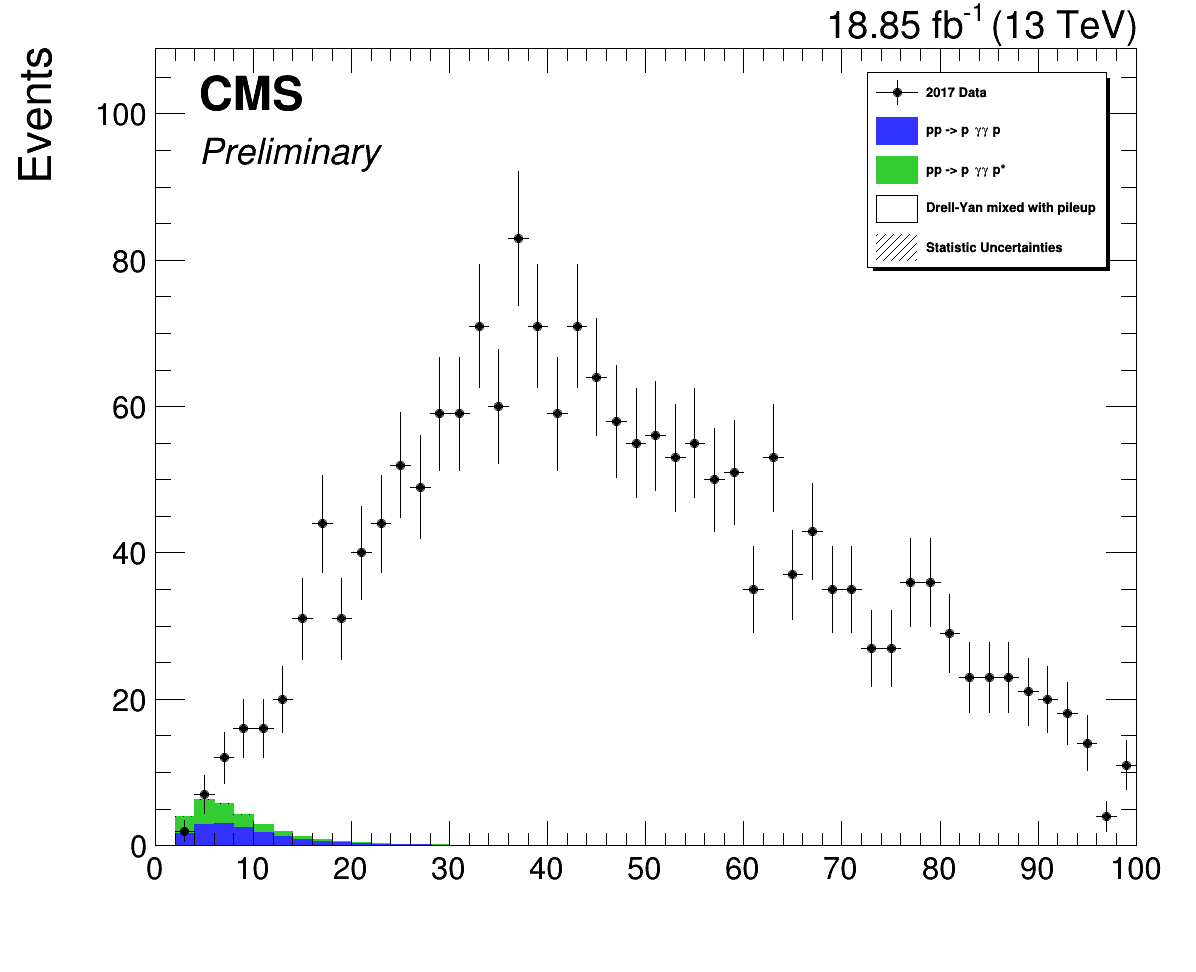 18.85 fb⁻¹ (13 TeV)
Events
CMS
Preliminary
2017 Data
pp -> p γγ p
pp -> p γγ p*
Drell-Yan mixed with pileup
Statistic Uncertainties
100
80
60
40
20
0
0 10 20 30 40 50 60 70 80 90 100